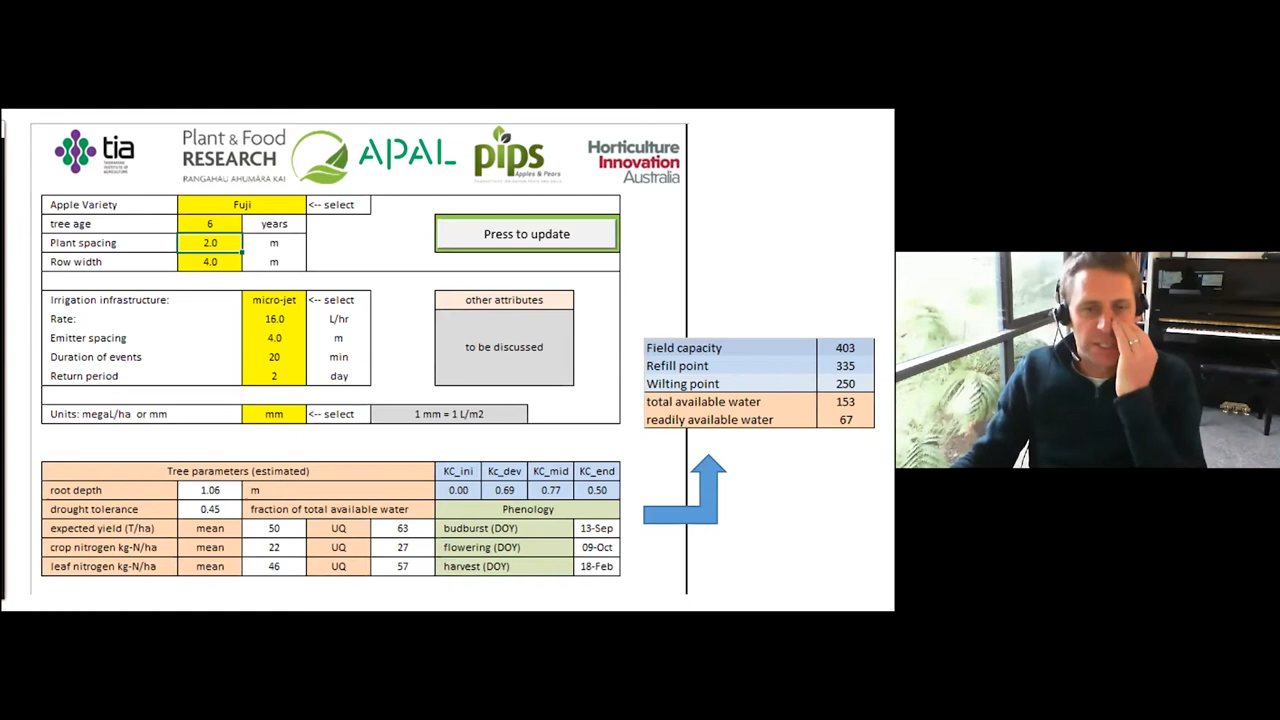 tia
TASMANIAN INSTITUTE OF AGRICULTURE
Plant & Food
RESEARCH
RANGAHAU AHUMĀRA KAI
APAL
pips
Apples & Pears
Horticulture
Innovation
Australia
Apple Variety Fuji <-- select
tree age 6 years
Press to update
Plant spacing 2.0 m
Row width 4.0 m
Irrigation infrastructure: micro-jet <-- select other attributes
Rate: 16.0 L/hr
Emitter spacing 4.0 m to be discussed
Duration of events 20 min
Return period 2 day
Units: megaL/ha or mm mm <-- select 1 mm = 1 L/m2
Field capacity 403
Refill point 335
Wilting point 250
total available water 153
readily available water 67
Tree parameters (estimated) KC_ini Kc_dev KC_mid KC_end
root depth 1.06 m 0.00 0.69 0.77 0.50
drought tolerance 0.45 fraction of total available water Phenology
expected yield (T/ha) mean 50 UQ 63 budburst (DOY) 13-Sep
crop nitrogen kg-N/ha mean 22 UQ 27 flowering (DOY) 09-Oct
leaf nitrogen kg-N/ha mean 46 UQ 57 harvest (DOY) 18-Feb